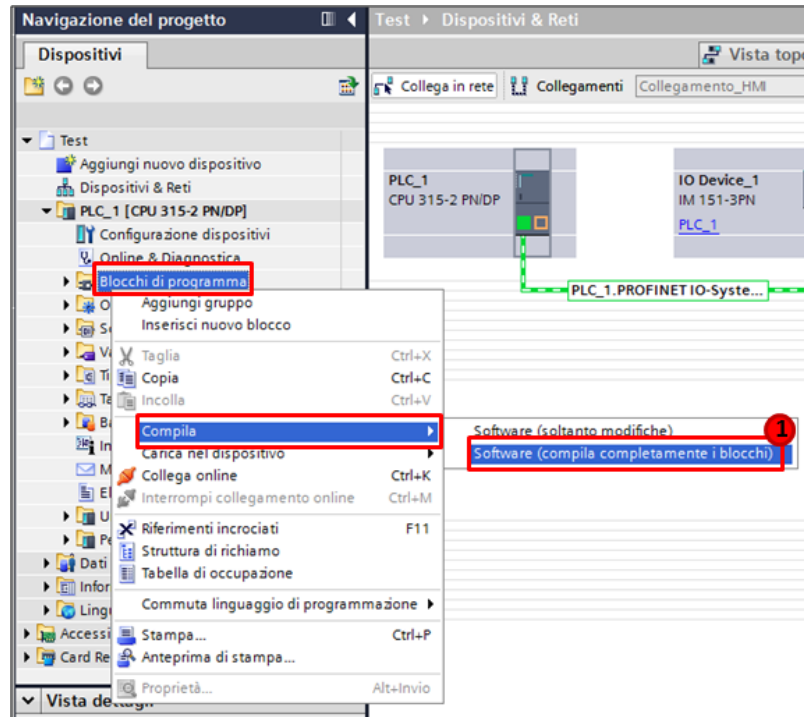 Navigazione del progetto
Test
Dispositivi & Reti
Dispositivi
Vista
Collega in rete
Collegamenti
Collegamento_HMI
Test
Aggiungi nuovo dispositivo
Dispositivi & Reti
PLC_1 [CPU 315-2 PN/DP]
Configurazione dispositivi
Online & Diagnostica
Blocchi di programma
Aggiungi gruppo
Inserisci nuovo blocco
Taglia Ctrl+X
Copia Ctrl+C
Incolla Ctrl+V
Compila
Carica nel dispositivo
Collega online Ctrl+K
Interrompi collegamento online Ctrl+M
Riferimenti incrociati F11
Struttura di richiamo
Tabella di occupazione
Commuta linguaggio di programmazione
Stampa... Ctrl+P
Anteprima di stampa...
Proprietà... Alt+Invio
Dati
Card Re
Vista
PLC_1
CPU 315-2 PN/DP
IO Device_1
IM 151-3PN
PLC_1
PLC_1.PROFINET IO-Syste...
1
Software (soltanto modifiche)
Software (compila completamente i blocchi)